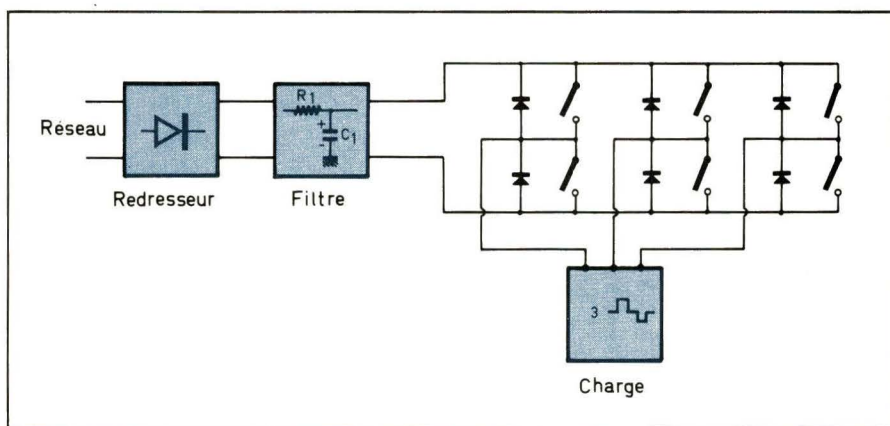 Réseau
Redresseur
R1
+
C1
-
Filtre
3
Charge